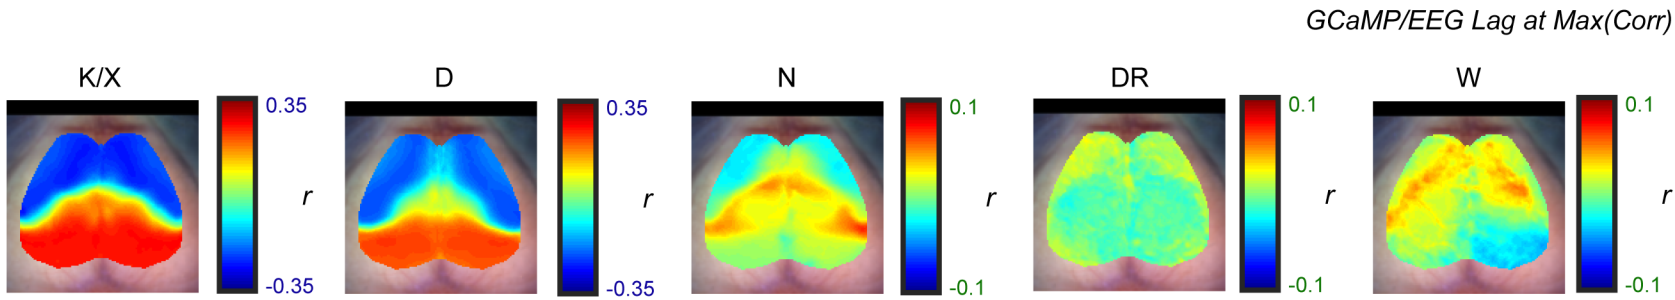 GCaMP/EEG Lag at Max(Corr)
K/X
D
N
DR
W
0.35
0.35
0.1
0.1
0.1
r
r
r
r
r
-0.35
-0.35
-0.1
-0.1
-0.1